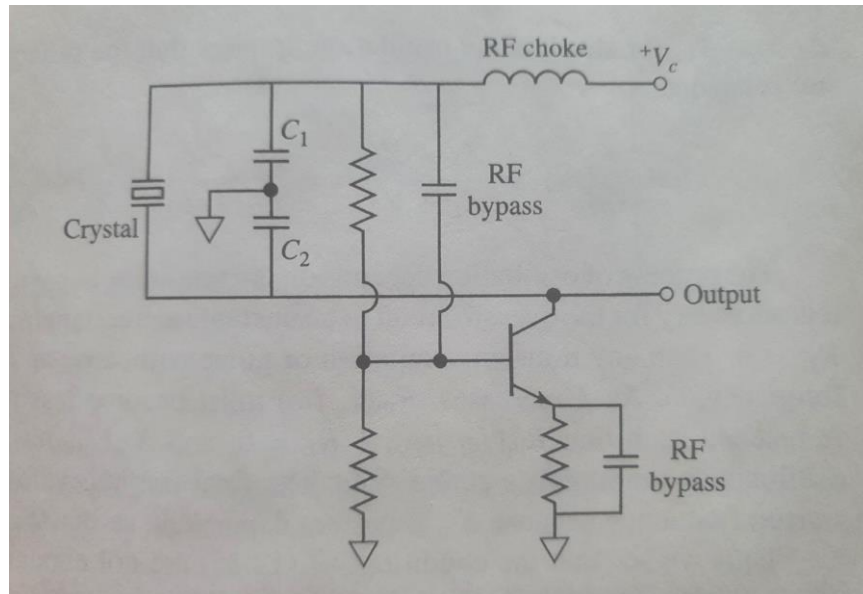 RF choke
+Vc
C1
RF
bypass
Crystal
C2
Output
RF
bypass